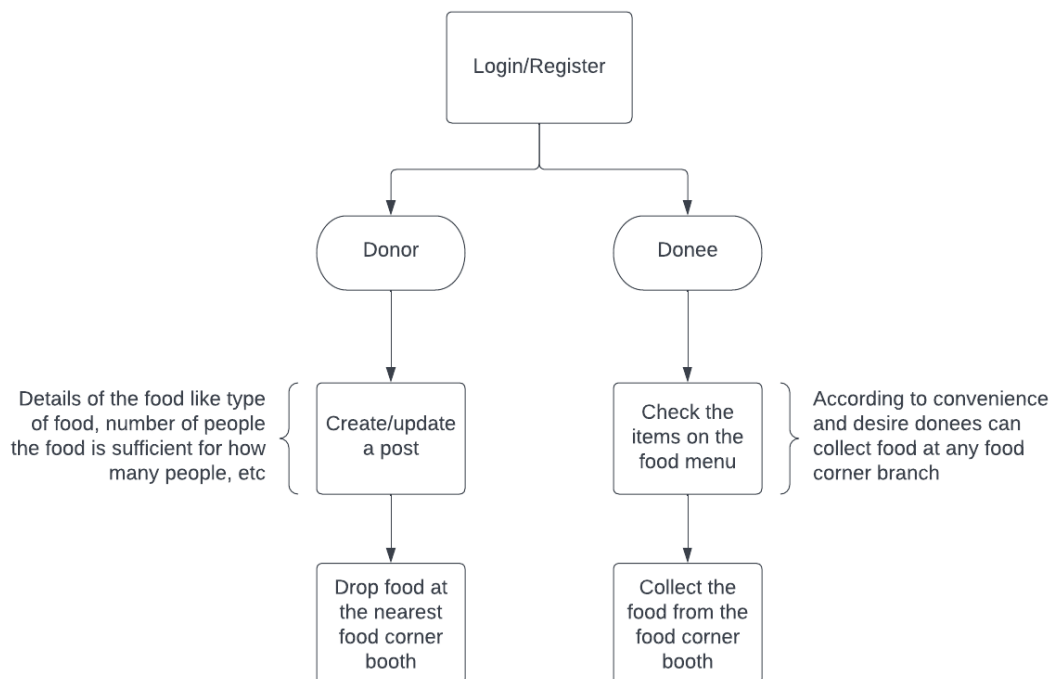 Login/Register
Donor
Donee
Details of the food like type
of food, number of people
the food is sufficient for how
many people, etc
Create/update
a post
Check the
items on the
food menu
According to convenience
and desire donees can
collect food at any food
corner branch
Drop food at
the nearest
food corner
booth
Collect the
food from the
food corner
booth